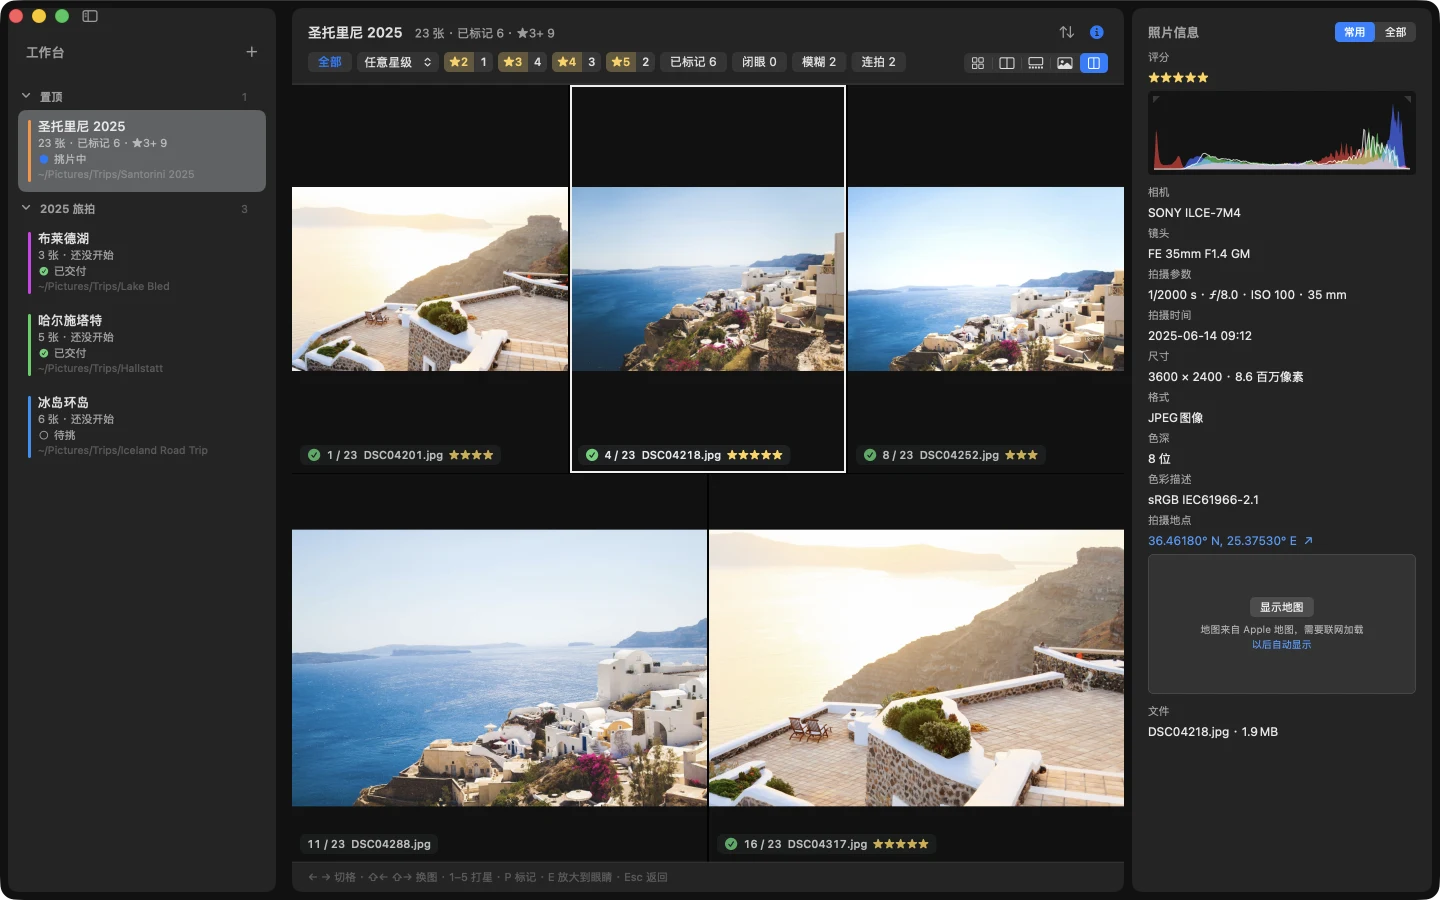 工作台
置顶 1
圣托里尼 2025
23 张 · 已标记 6 · ★3+ 9
挑片中
~/Pictures/Trips/Santorini 2025
2025 旅拍 3
布莱德湖
3 张 · 还没开始
已交付
~/Pictures/Trips/Lake Bled
哈尔施塔特
5 张 · 还没开始
已交付
~/Pictures/Trips/Hallstatt
冰岛环岛
6 张 · 还没开始
待挑
~/Pictures/Trips/Iceland Road Trip
圣托里尼 2025 23 张 · 已标记 6 · ★3+ 9
全部 任意星级 ★2 1 ★3 4 ★4 3 ★5 2 已标记 6 闭眼 0 模糊 2 连拍 2
1 / 23 DSC04201.jpg ★★★★
4 / 23 DSC04218.jpg ★★★★★
8 / 23 DSC04252.jpg ★★★
11 / 23 DSC04288.jpg
16 / 23 DSC04317.jpg ★★★★★
← → 切格 · ⇧← ⇧→ 换图 · 1–5 打星 · P 标记 · E 放大到眼睛 · Esc 返回
照片信息 常用 全部
评分
★★★★★
相机
SONY ILCE-7M4
镜头
FE 35mm F1.4 GM
拍摄参数
1/2000 s · ƒ/8.0 · ISO 100 · 35 mm
拍摄时间
2025-06-14 09:12
尺寸
3600 × 2400 · 8.6 百万像素
格式
JPEG图像
色深
8 位
色彩描述
sRGB IEC61966-2.1
拍摄地点
36.46180° N, 25.37530° E ↗
显示地图
地图来自 Apple 地图，需要联网加载
以后自动显示
文件
DSC04218.jpg · 1.9 MB